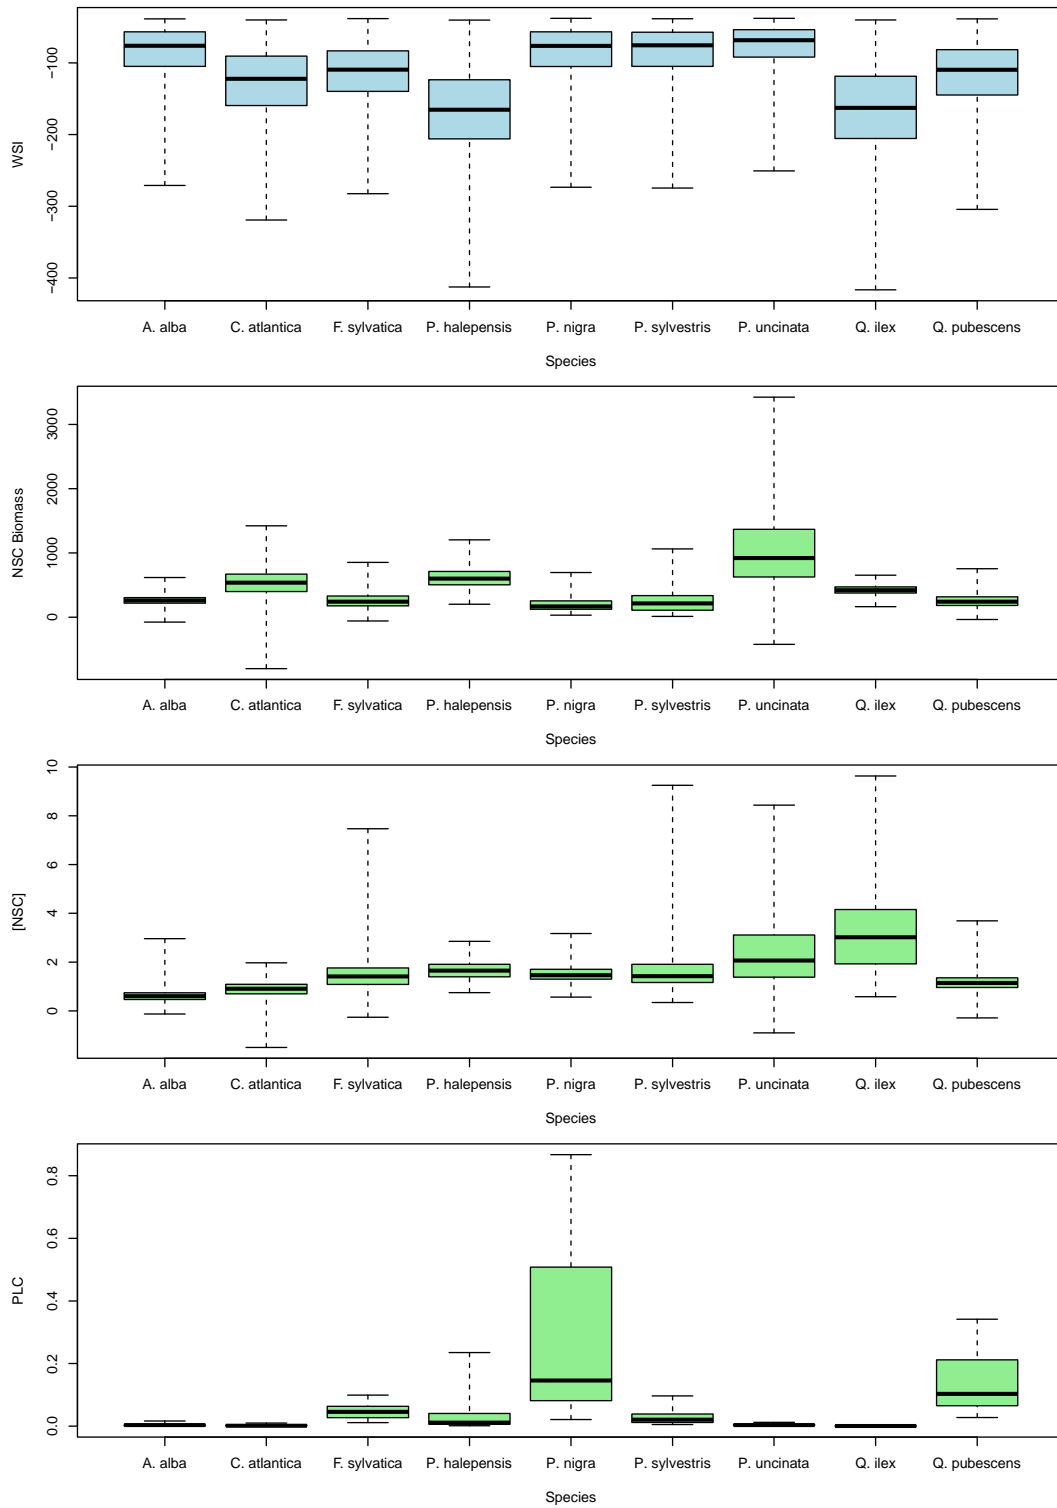 WSI
-100
-200
-300
-400
A. alba C. atlantica F. sylvatica P. halepensis P. nigra P. sylvestris P. uncinata Q. ilex Q. pubescens
Species
NSC Biomass
3000
2000
1000
0
A. alba C. atlantica F. sylvatica P. halepensis P. nigra P. sylvestris P. uncinata Q. ilex Q. pubescens
Species
[NSC]
10
8
6
4
2
0
A. alba C. atlantica F. sylvatica P. halepensis P. nigra P. sylvestris P. uncinata Q. ilex Q. pubescens
Species
PLC
0.8
0.6
0.4
0.2
0.0
A. alba C. atlantica F. sylvatica P. halepensis P. nigra P. sylvestris P. uncinata Q. ilex Q. pubescens
Species